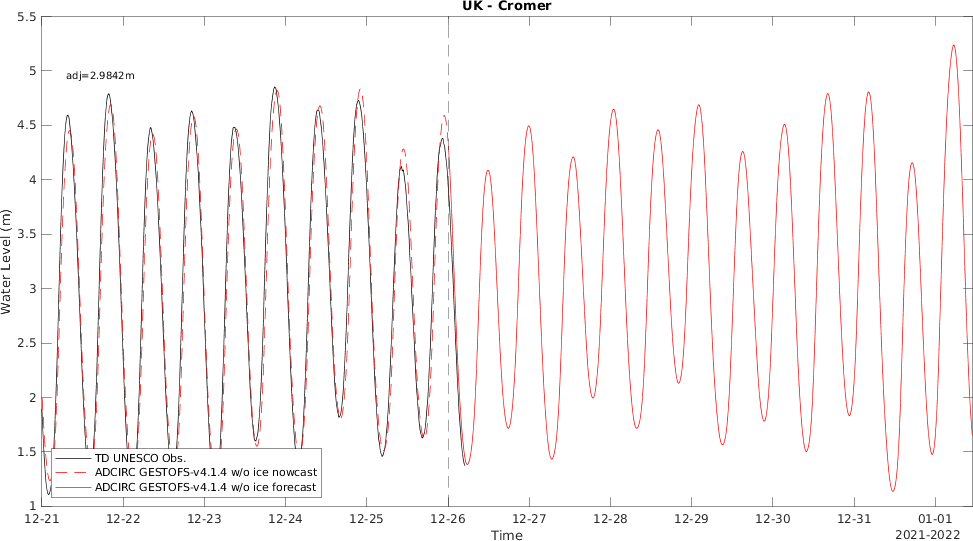 UK - Cromer
5.5
5
4.5
4
3.5
3
2.5
2
1.5
1
Water Level (m)
adj=2.9842m
TD UNESCO Obs.
ADCIRC GESTOFS-v4.1.4 w/o ice nowcast
ADCIRC GESTOFS-v4.1.4 w/o ice forecast
12-21 12-22 12-23 12-24 12-25 12-26 12-27 12-28 12-29 12-30 12-31 01-01
Time
2021-2022